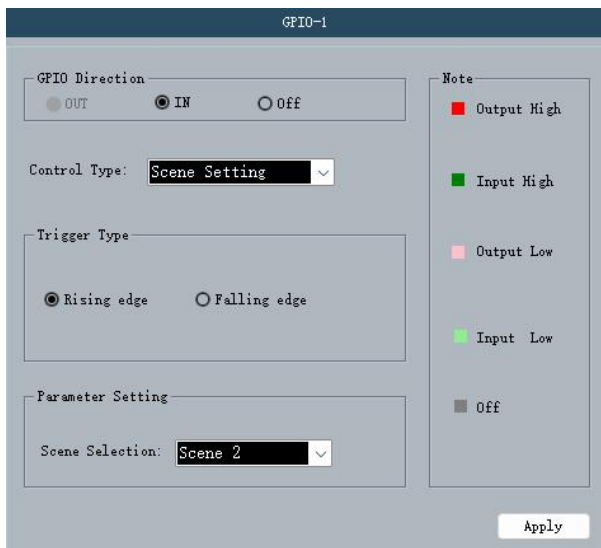 GPIO-1
GPIO Direction
OUT IN Off
Control Type: Scene Setting
Trigger Type
Rising edge Falling edge
Parameter Setting
Scene Selection: Scene 2
Note
Output High
Input High
Output Low
Input Low
Off
Apply